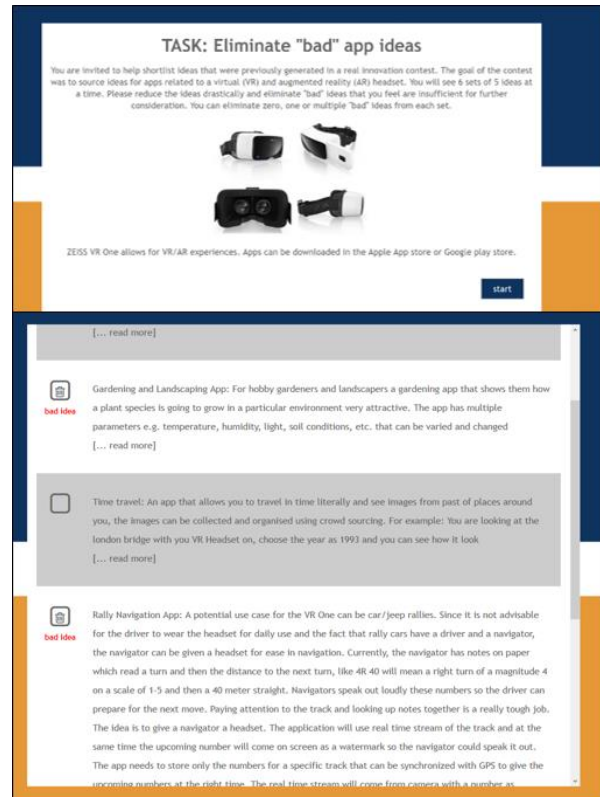 TASK: Eliminate "bad" app ideas
You are invited to help shortlist ideas that were previously generated in a real innovation contest. The goal of the contest
was to source ideas for apps related to a virtual (VR) and augmented reality (AR) headset. You will see 6 sets of 5 ideas at
a time. Please reduce the ideas drastically and eliminate "bad" ideas that you feel are insufficient for further
consideration. You can eliminate zero, one or multiple "bad" ideas from each set.
ZEISS VR One allows for VR/AR experiences. Apps can be downloaded in the Apple App store or Google play store.
start
[... read more]
bad idea
Gardening and Landscaping App: For hobby gardeners and landscapers a gardening app that shows them how
a plant species is going to grow in a particular environment very attractive. The app has multiple
parameters e.g. temperature, humidity, light, soil conditions, etc. that can be varied and changed
[... read more]
Time travel: An app that allows you to travel in time literally and see images from past of places around
you, the images can be collected and organised using crowd sourcing. For example: You are looking at the
london bridge with you VR Headset on, choose the year as 1993 and you can see how it look
[... read more]
bad idea
Rally Navigation App: A potential use case for the VR One can be car/jeep rallies. Since it is not advisable
for the driver to wear the headset for daily use and the fact that rally cars have a driver and a navigator,
the navigator can be given a headset for ease in navigation. Currently, the navigator has notes on paper
which read a turn and then the distance to the next turn, like 4R 40 will mean a right turn of a magnitude 4
on a scale of 1-5 and then a 40 meter straight. Navigators speak out loudly these numbers so the driver can
prepare for the next move. Paying attention to the track and looking up notes together is a really tough job.
The idea is to give a navigator a headset. The application will use real time stream of the track and at the
same time the upcoming number will come on screen as a watermark so the navigator could speak it out.
The app needs to store only the numbers for a specific track that can be synchronized with GPS to give the
upcoming numbers at the right time. The real time stream will come from camera with a number as